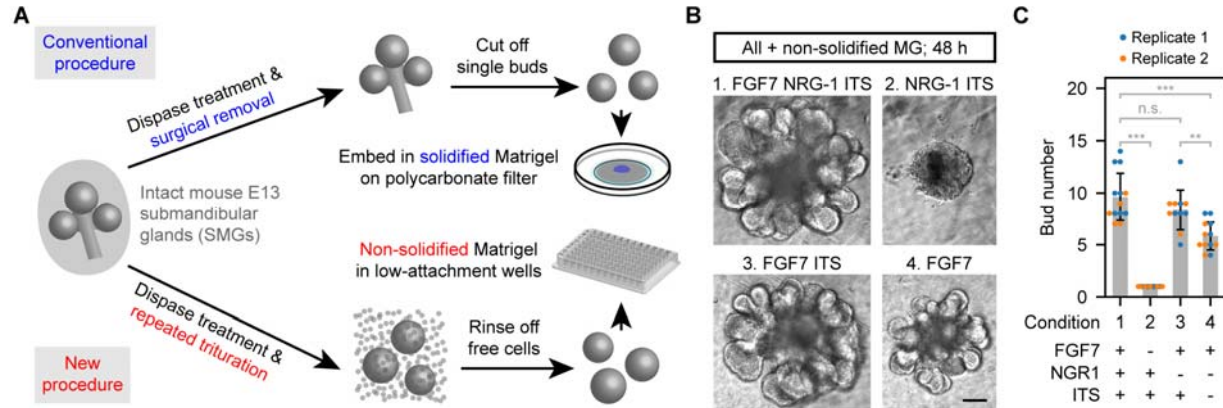 A
Conventional
procedure
Dispase treatment &
surgical removal
Cut off
single buds
Embed in solidified Matrigel
on polycarbonate filter
Intact mouse E13
submandibular
glands (SMGs)
Non-solidified Matrigel
in low-attachment wells
Dispase treatment &
repeated trituration
Rinse off
free cells
New
procedure
B
All + non-solidified MG; 48 h
1. FGF7 NRG-1 ITS
2. NRG-1 ITS
3. FGF7 ITS
4. FGF7
C
Replicate 1
Replicate 2
Bud number
20
15
10
5
0
***
n.s.
***
**
Condition 1 2 3 4
FGF7 + - + +
NGR1 + + - -
ITS + + + -